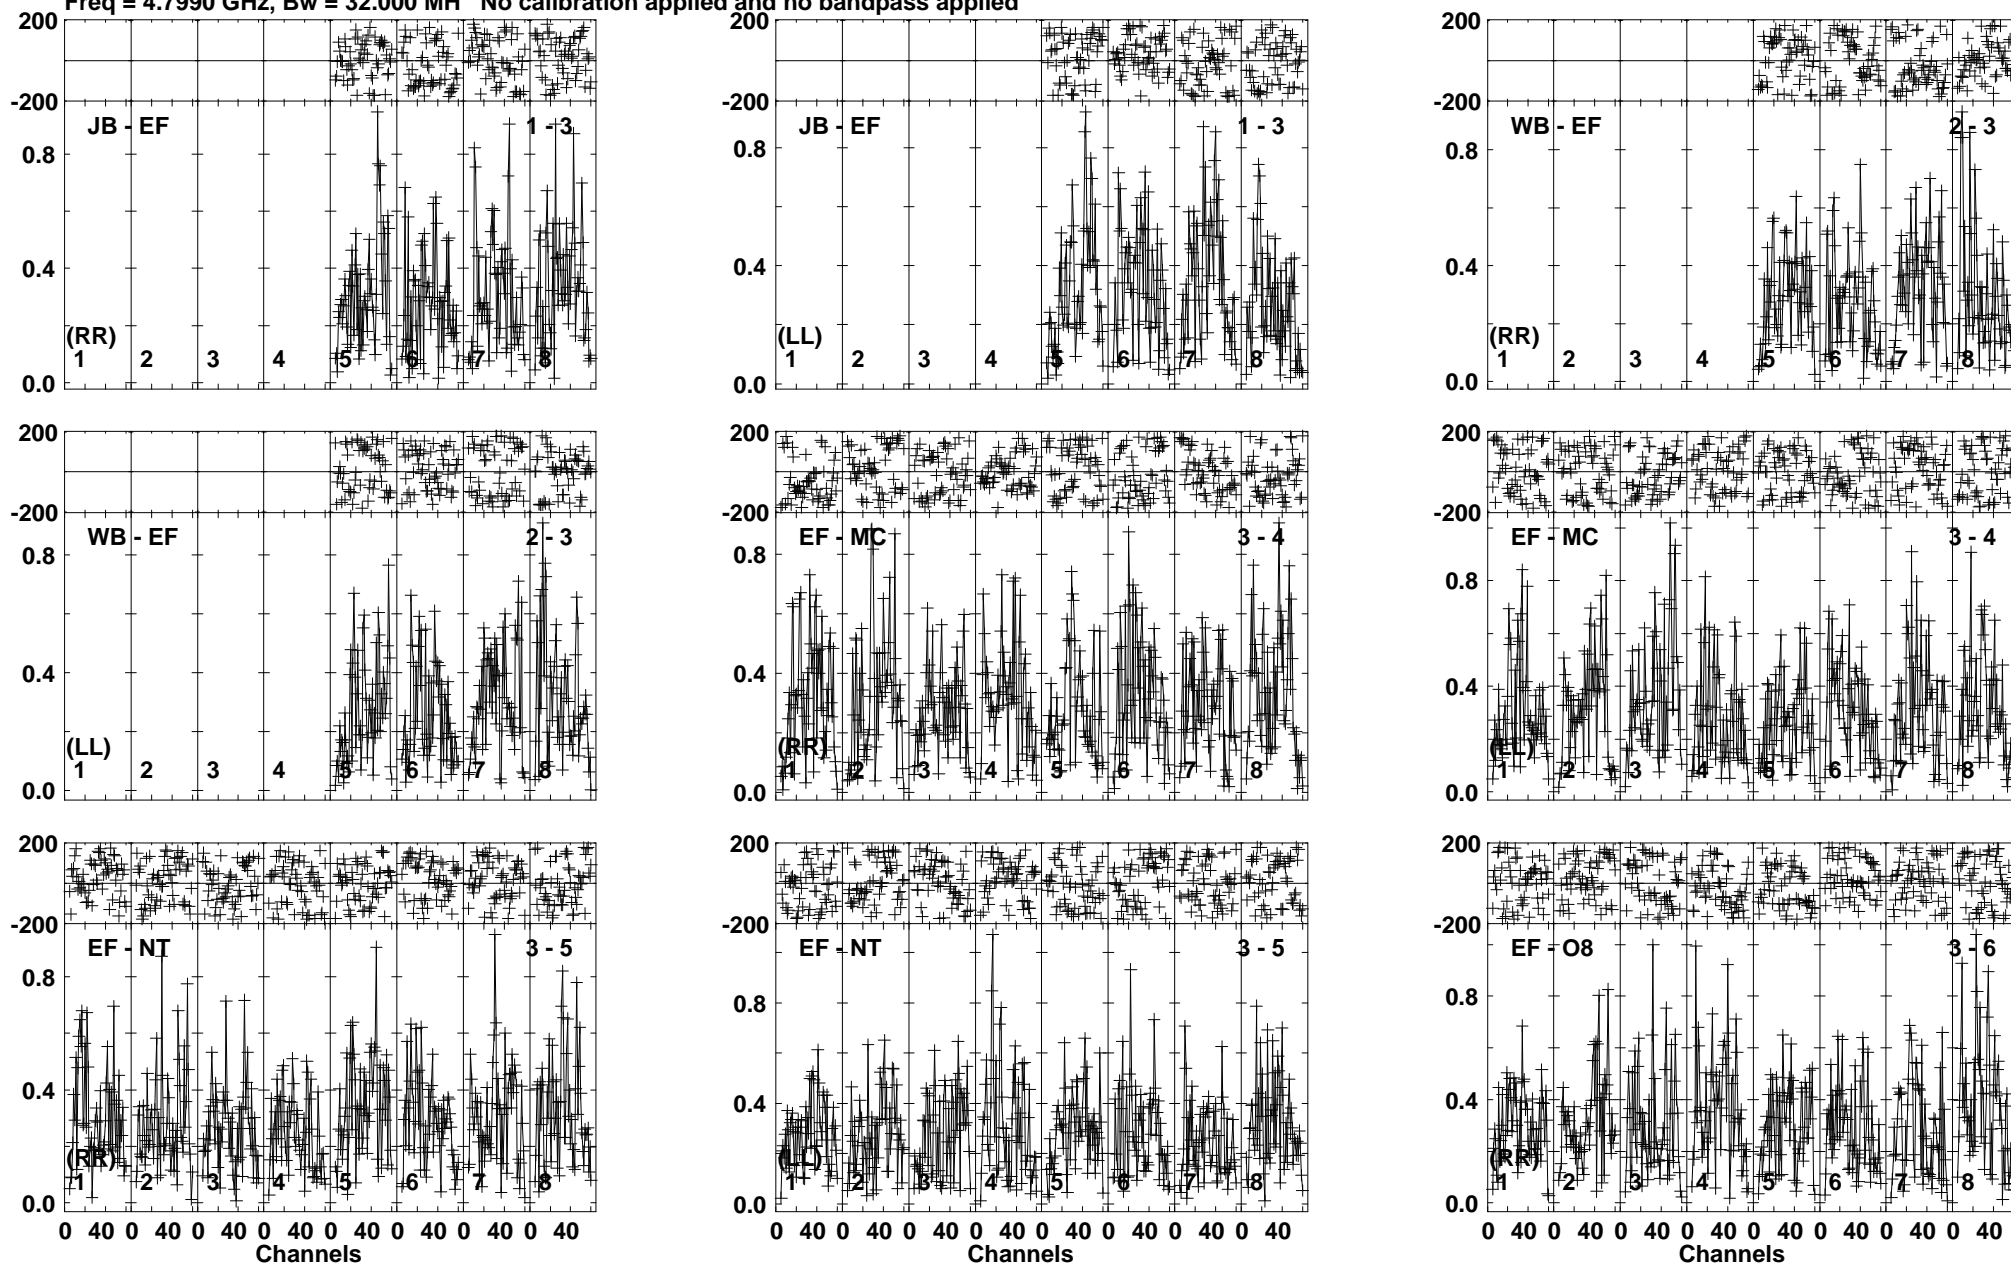 Freq = 4.7990 GHz, Bw = 32.000 MH No calibration applied and no bandpass applied
200 200 200
-200 -200 -200
JB - EF 1 - 3 JB - EF 1 - 3 WB - EF 2 - 3
0.8 0.8 0.8
0.4 0.4 0.4
(RR) (LL) (RR)
1 2 3 4 5 6 7 8 1 2 3 4 5 6 7 8 1 2 3 4 5 6 7 8
0.0 0.0 0.0
200 200 200
-200 -200 -200
WB - EF 2 - 3 EF - MC 3 - 4 EF - MC 3 - 4
0.8 0.8 0.8
0.4 0.4 0.4
(LL) (RR) (LL)
1 2 3 4 5 6 7 8 1 2 3 4 5 6 7 8 1 2 3 4 5 6 7 8
0.0 0.0 0.0
200 200 200
-200 -200 -200
EF - NT 3 - 5 EF - NT 3 - 5 EF - O8 3 - 6
0.8 0.8 0.8
0.4 0.4 0.4
(RR) (LL) (RR)
1 2 3 4 5 6 7 8 1 2 3 4 5 6 7 8 1 2 3 4 5 6 7 8
0.0 0.0 0.0
0 40 0 40 0 40 0 40 0 40 0 40 0 40 0 40 0 40 0 40 0 40 0 40 0 40 0 40 0 40 0 40 0 40 0 40 0 40 0 40 0 40 0 40 0 40 0 40
Channels Channels Channels